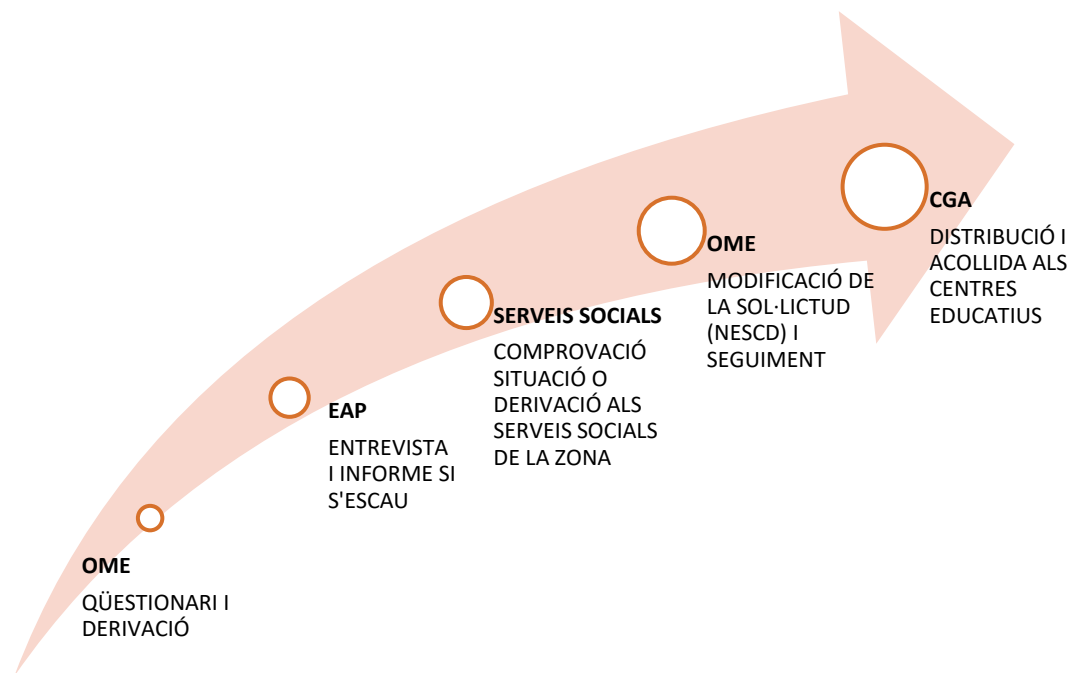 OME
QÜESTIONARI I
DERIVACIÓ
EAP
ENTREVISTA
I INFORME SI
S'ESCAU
SERVEIS SOCIALS
COMPROVACIÓ
SITUACIÓ O
DERIVACIÓ ALS
SERVEIS SOCIALS
DE LA ZONA
OME
MODIFICACIÓ DE
LA SOL·LICTUD
(NESCD) I
SEGUIMENT
CGA
DISTRIBUCIÓ I
ACOLLIDA ALS
CENTRES
EDUCATIUS